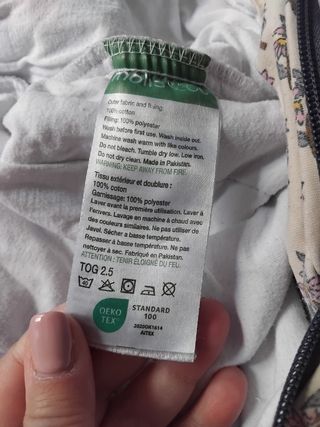 Outer fabric and lining:
100% cotton
Filling: 100% polyester
Wash before first use. Wash inside out.
Machine wash warm with like colours.
Do not bleach. Tumble dry low. Low iron.
Do not dry clean. Made in Pakistan.
WARNING: KEEP AWAY FROM FIRE.
Tissu extérieur et doublure :
100% coton
Garnissage: 100% polyester
Laver avant la première utilisation. Laver à
l'envers. Lavage en machine à chaud avec
des couleurs similaires. Ne pas utiliser de
Javel. Sécher à basse température.
Repasser à basse température. Ne pas
nettoyer à sec. Fabriqué en Pakistan.
ATTENTION : TENIR ÉLOIGNÉ DU FEU.
TOG 2.5
OEKO
TEX
STANDARD
100
2020OK1614
AITEX